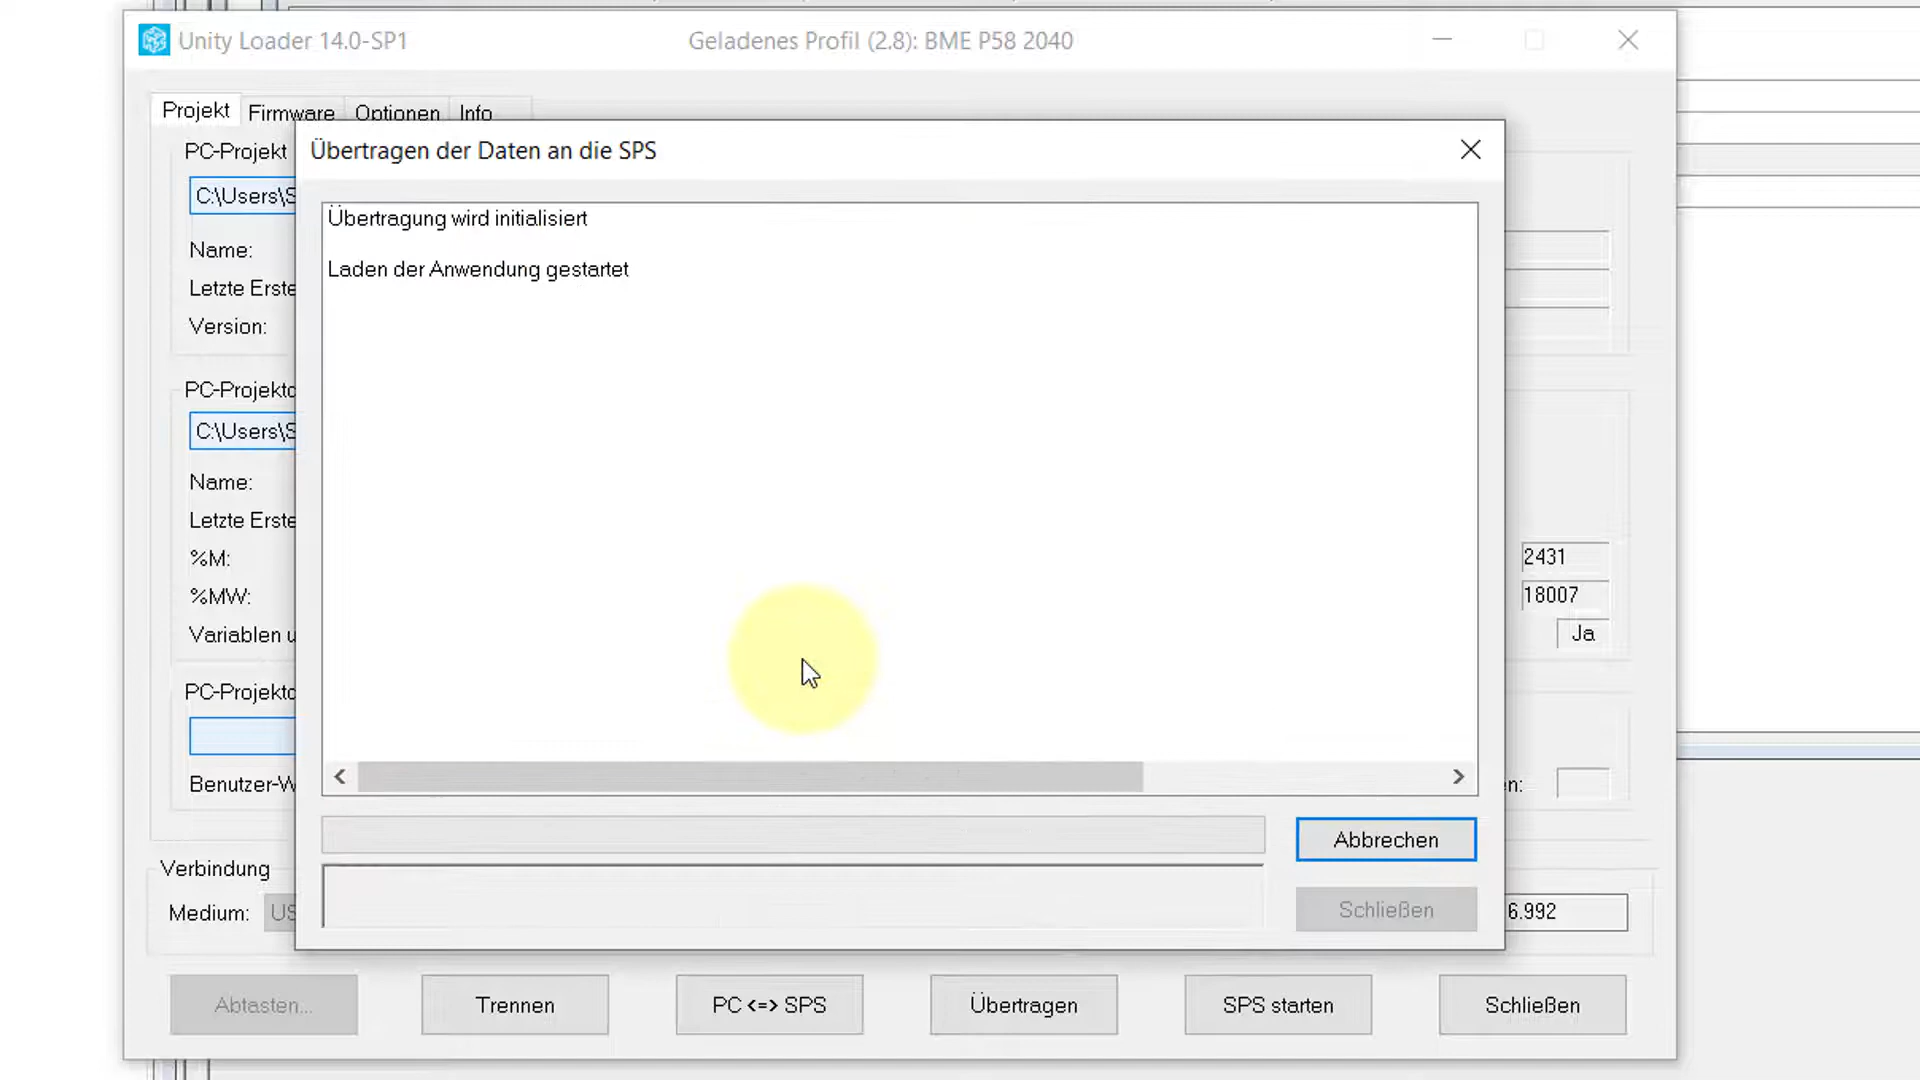 Unity Loader 14.0-SP1
Geladenes Profil (2.8): BME P58 2040
Projekt
Firmware
Optionen
Info
Übertragen der Daten an die SPS
PC-Projekt
C:\Users\S
Übertragung wird initialisiert
Name:
Laden der Anwendung gestartet
Letzte Erste
Version:
PC-Projektd
C:\Users\S
Name:
Letzte Erste
%M:
2431
%MW:
18007
Variablen u
Ja
PC-Projektd
Benutzer-W
en:
Abbrechen
Verbindung
Medium:
US
Schließen
6.992
Abtasten...
Trennen
PC <=> SPS
Übertragen
SPS starten
Schließen